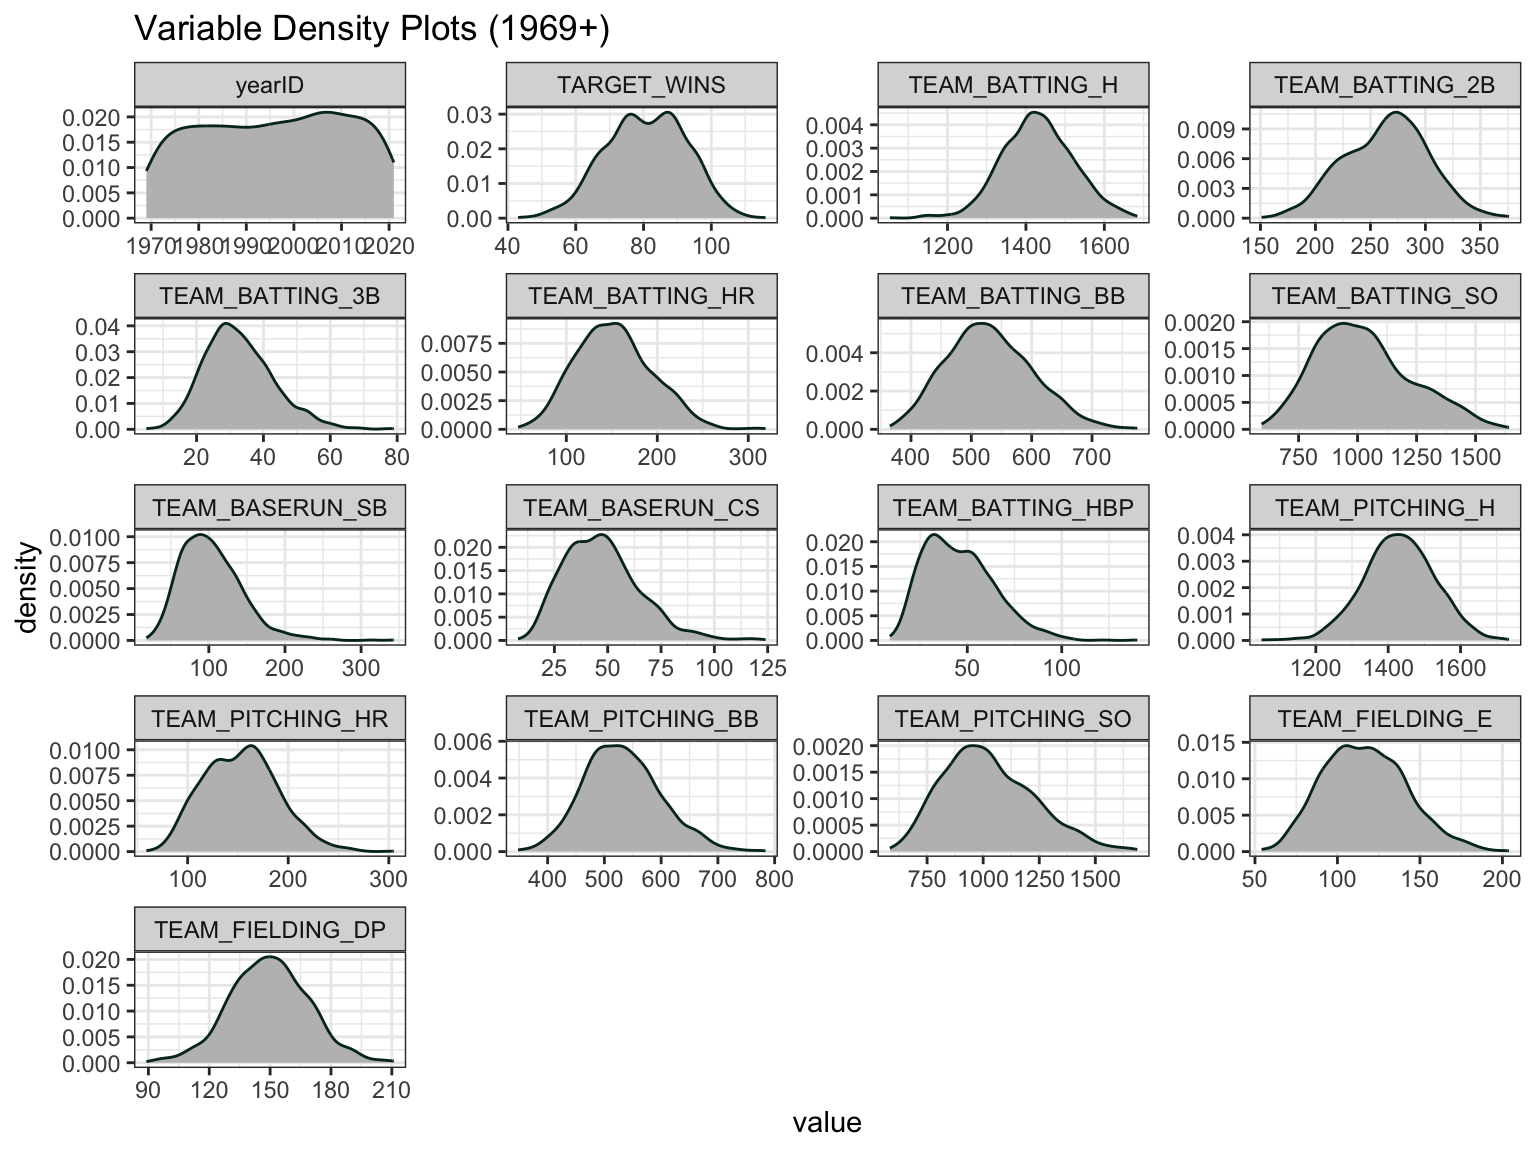 Variable Density Plots (1969+)
yearID
TARGET_WINS
TEAM_BATTING_H
TEAM_BATTING_2B
0.020
0.015
0.010
0.005
0.000
0.03
0.02
0.01
0.00
0.004
0.003
0.002
0.001
0.000
0.009
0.006
0.003
0.000
1970 1980 1990 2000 2010 2020
40 60 80 100
1200 1400 1600
150 200 250 300 350
TEAM_BATTING_3B
TEAM_BATTING_HR
TEAM_BATTING_BB
TEAM_BATTING_SO
0.04
0.03
0.02
0.01
0.00
0.0075
0.0050
0.0025
0.0000
0.004
0.002
0.000
0.0020
0.0015
0.0010
0.0005
0.0000
20 40 60 80
100 200 300
400 500 600 700
750 1000 1250 1500
TEAM_BASERUN_SB
TEAM_BASERUN_CS
TEAM_BATTING_HBP
TEAM_PITCHING_H
0.0100
0.0075
0.0050
0.0025
0.0000
0.020
0.015
0.010
0.005
0.000
0.020
0.015
0.010
0.005
0.000
0.004
0.003
0.002
0.001
0.000
100 200 300
25 50 75 100 125
50 100
1200 1400 1600
density
TEAM_PITCHING_HR
TEAM_PITCHING_BB
TEAM_PITCHING_SO
TEAM_FIELDING_E
0.0100
0.0075
0.0050
0.0025
0.0000
0.006
0.004
0.002
0.000
0.0020
0.0015
0.0010
0.0005
0.0000
0.015
0.010
0.005
0.000
100 200 300
400 500 600 700 800
750 1000 1250 1500
50 100 150 200
TEAM_FIELDING_DP
0.020
0.015
0.010
0.005
0.000
90 120 150 180 210
value